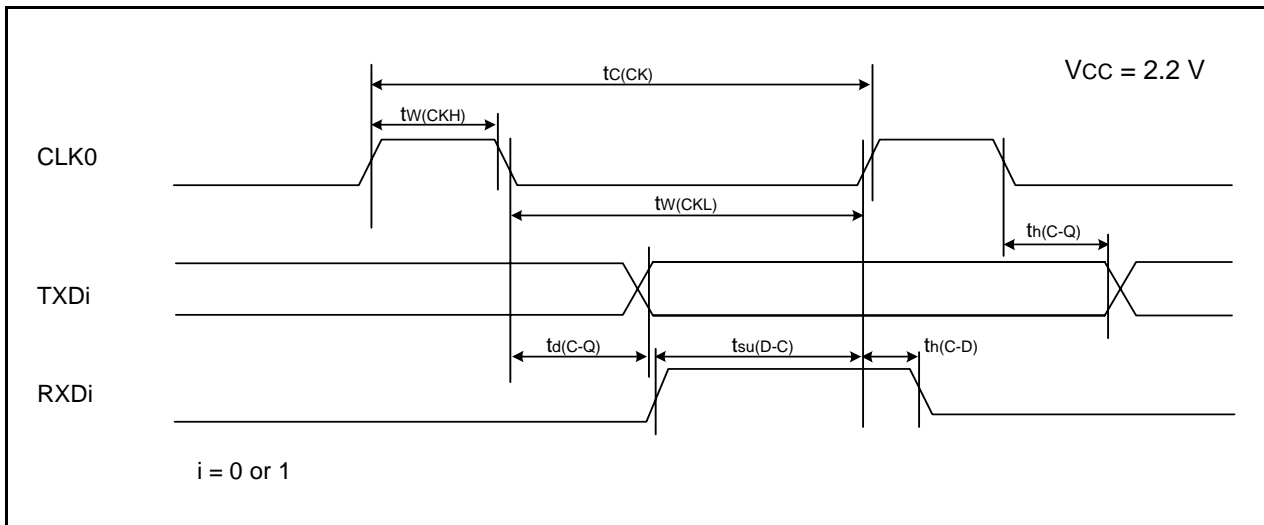 tC(CK)
VCC = 2.2 V
tW(CKH)
CLK0
tW(CKL)
th(C-Q)
TXDi
td(C-Q)
tsu(D-C)
th(C-D)
RXDi
i = 0 or 1